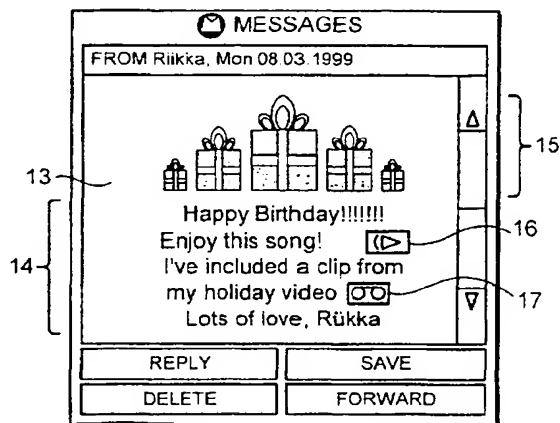 MESSAGES
FROM Riikka, Mon 08.03.1999
13
15
Happy Birthday!!!!!!!
16
Enjoy this song!
14
I've included a clip from
my holiday video
17
Lots of love, Rükka
REPLY SAVE
DELETE FORWARD